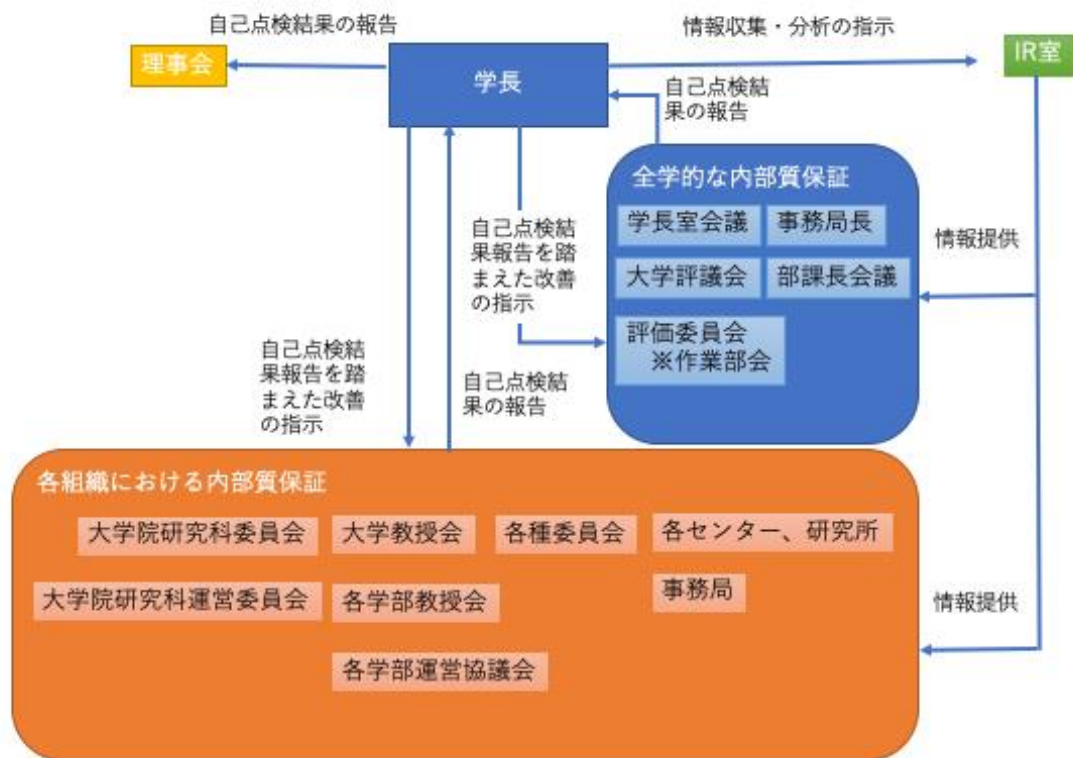 自己点検結果の報告
情報収集・分析の指示
理事会
学長
IR室
自己点検結
果の報告
全学的な内部質保証
学長室会議
事務局長
大学評議会
部課長会議
評価委員会
※作業部会
情報提供
自己点検結
果報告を踏
まえた改善
の指示
自己点検結
果報告を踏
まえた改善
の指示
自己点検結
果の報告
各組織における内部質保証
大学院研究科委員会
大学教授会
各種委員会
各センター、研究所
大学院研究科運営委員会
各学部教授会
事務局
各学部運営協議会
情報提供